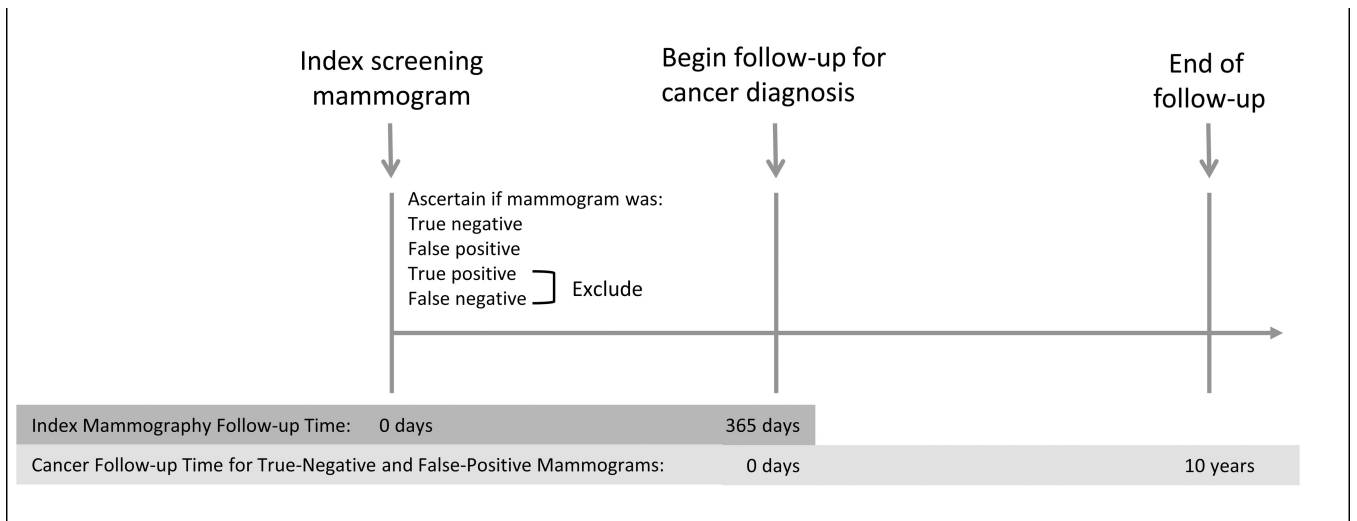 Index screening
mammogram
Begin follow-up for
cancer diagnosis
End of
follow-up
Ascertain if mammogram was:
True negative
False positive
True positive
False negative
Exclude
Index Mammography Follow-up Time: 0 days 365 days
Cancer Follow-up Time for True-Negative and False-Positive Mammograms: 0 days 10 years